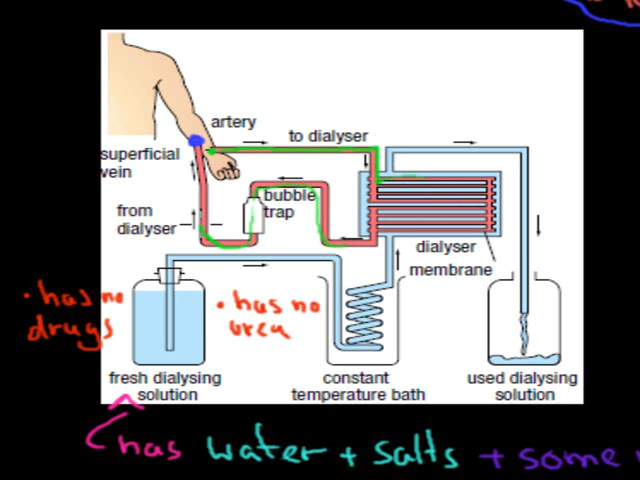 artery
to dialyser
superficial
vein
bubble
trap
from
dialyser
dialyser
membrane
• has no
drugs
• has no
urea
fresh dialysing
solution
constant
temperature bath
used dialysing
solution
has water + salts + some